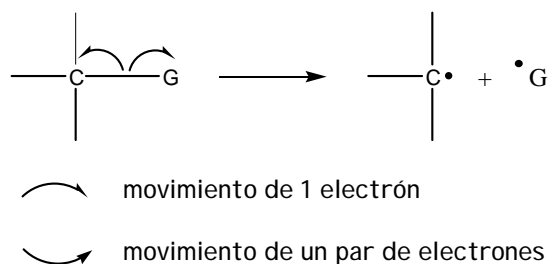 C G C• + •G
movimiento de 1 electrón
movimiento de un par de electrones